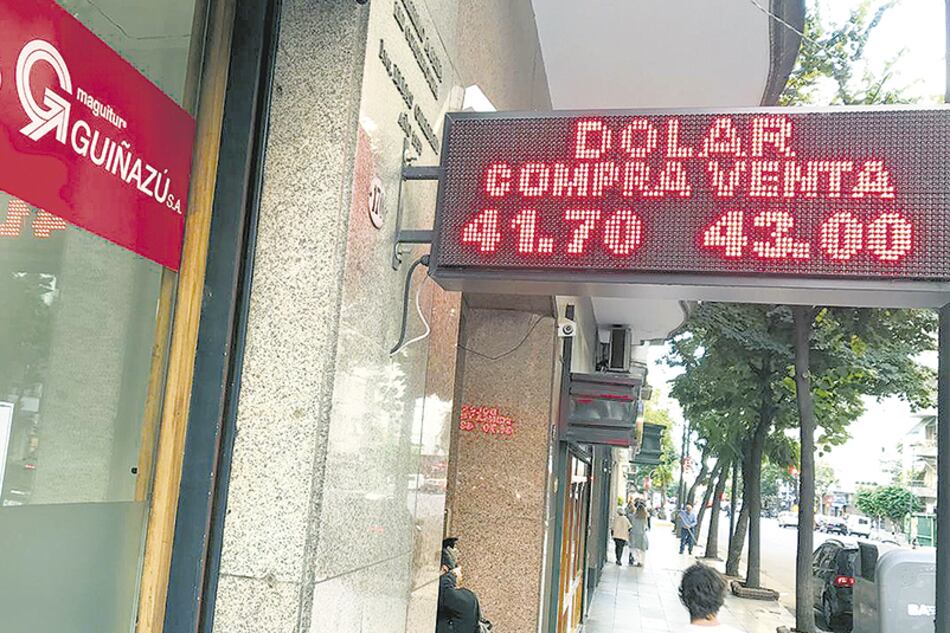 maguitur®
GUIÑAZÚ S.A.
DOLAR
COMPRA VENTA
41.70 43.00